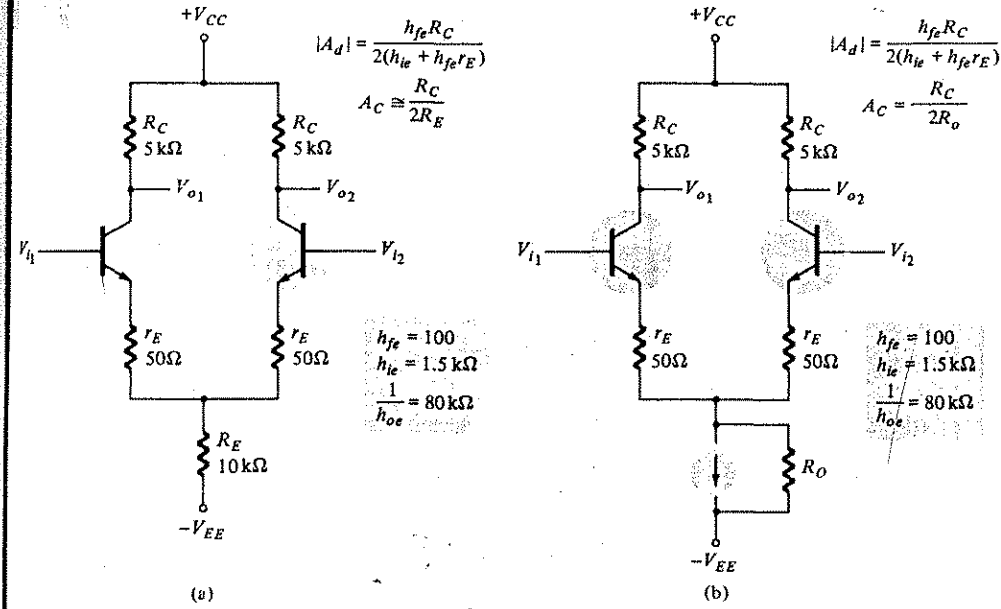 +V_CC
|A_d| = h_fe R_C / 2(h_ie + h_fe r_E)
A_C ≅ R_C / 2R_E
R_C
5 kΩ
R_C
5 kΩ
V_o1
V_o2
V_i1
V_i2
r_E
50Ω
r_E
50Ω
h_fe = 100
h_ie = 1.5 kΩ
1 / h_oe = 80 kΩ
R_E
10 kΩ
−V_EE
(a)
+V_CC
|A_d| = h_fe R_C / 2(h_ie + h_fe r_E)
A_C = R_C / 2R_o
R_C
5 kΩ
R_C
5 kΩ
V_o1
V_o2
V_i1
V_i2
r_E
50Ω
r_E
50Ω
h_fe = 100
h_ie = 1.5 kΩ
1 / h_oe = 80 kΩ
R_O
−V_EE
(b)